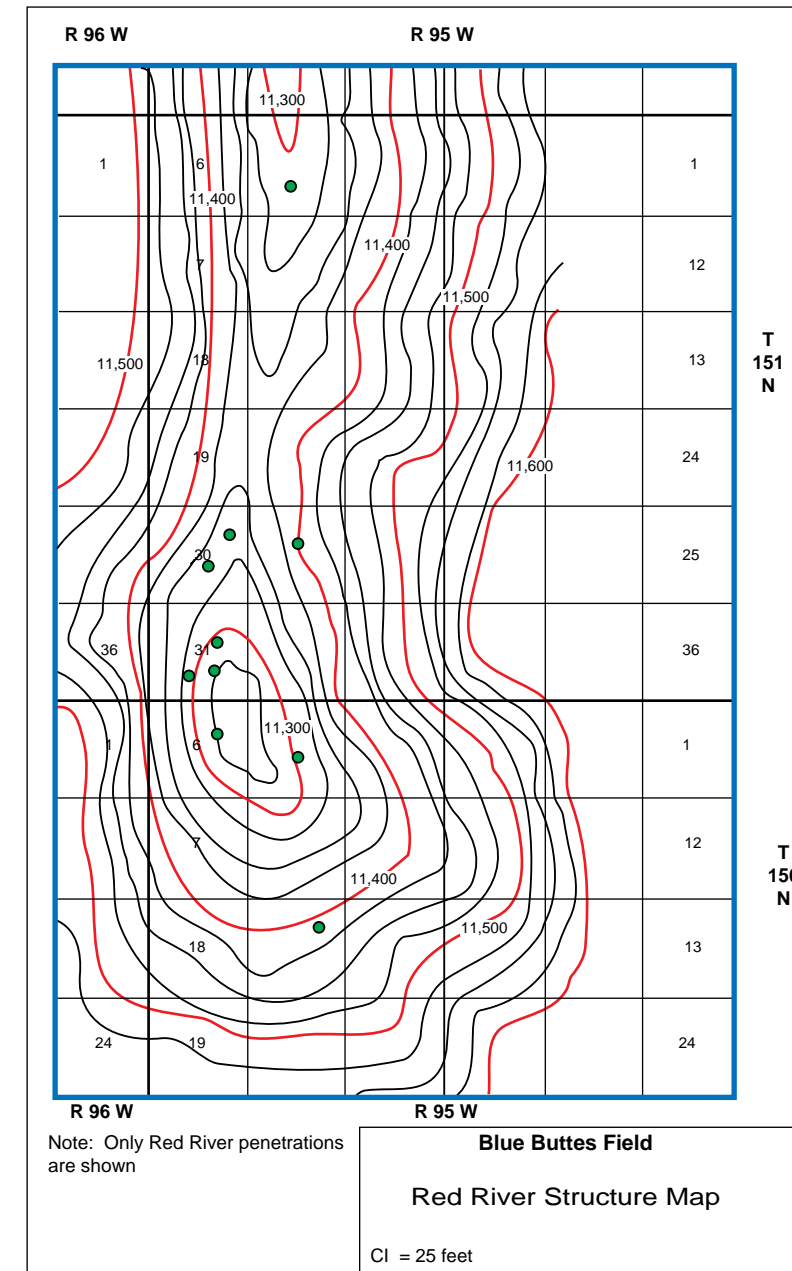 R 96 W R 95 W
11,300
1 6 1
11,400
11,400
7 12
11,500
18 13
11,500
T
151
N
19 24
11,600
30 25
36 31 36
11,300
1 6 1
7 12
T
N
11,400
11,500
18 13
24 19 24
R 96 W R 95 W
Note: Only Red River penetrations
are shown
Blue Buttes Field
Red River Structure Map
CI = 25 feet